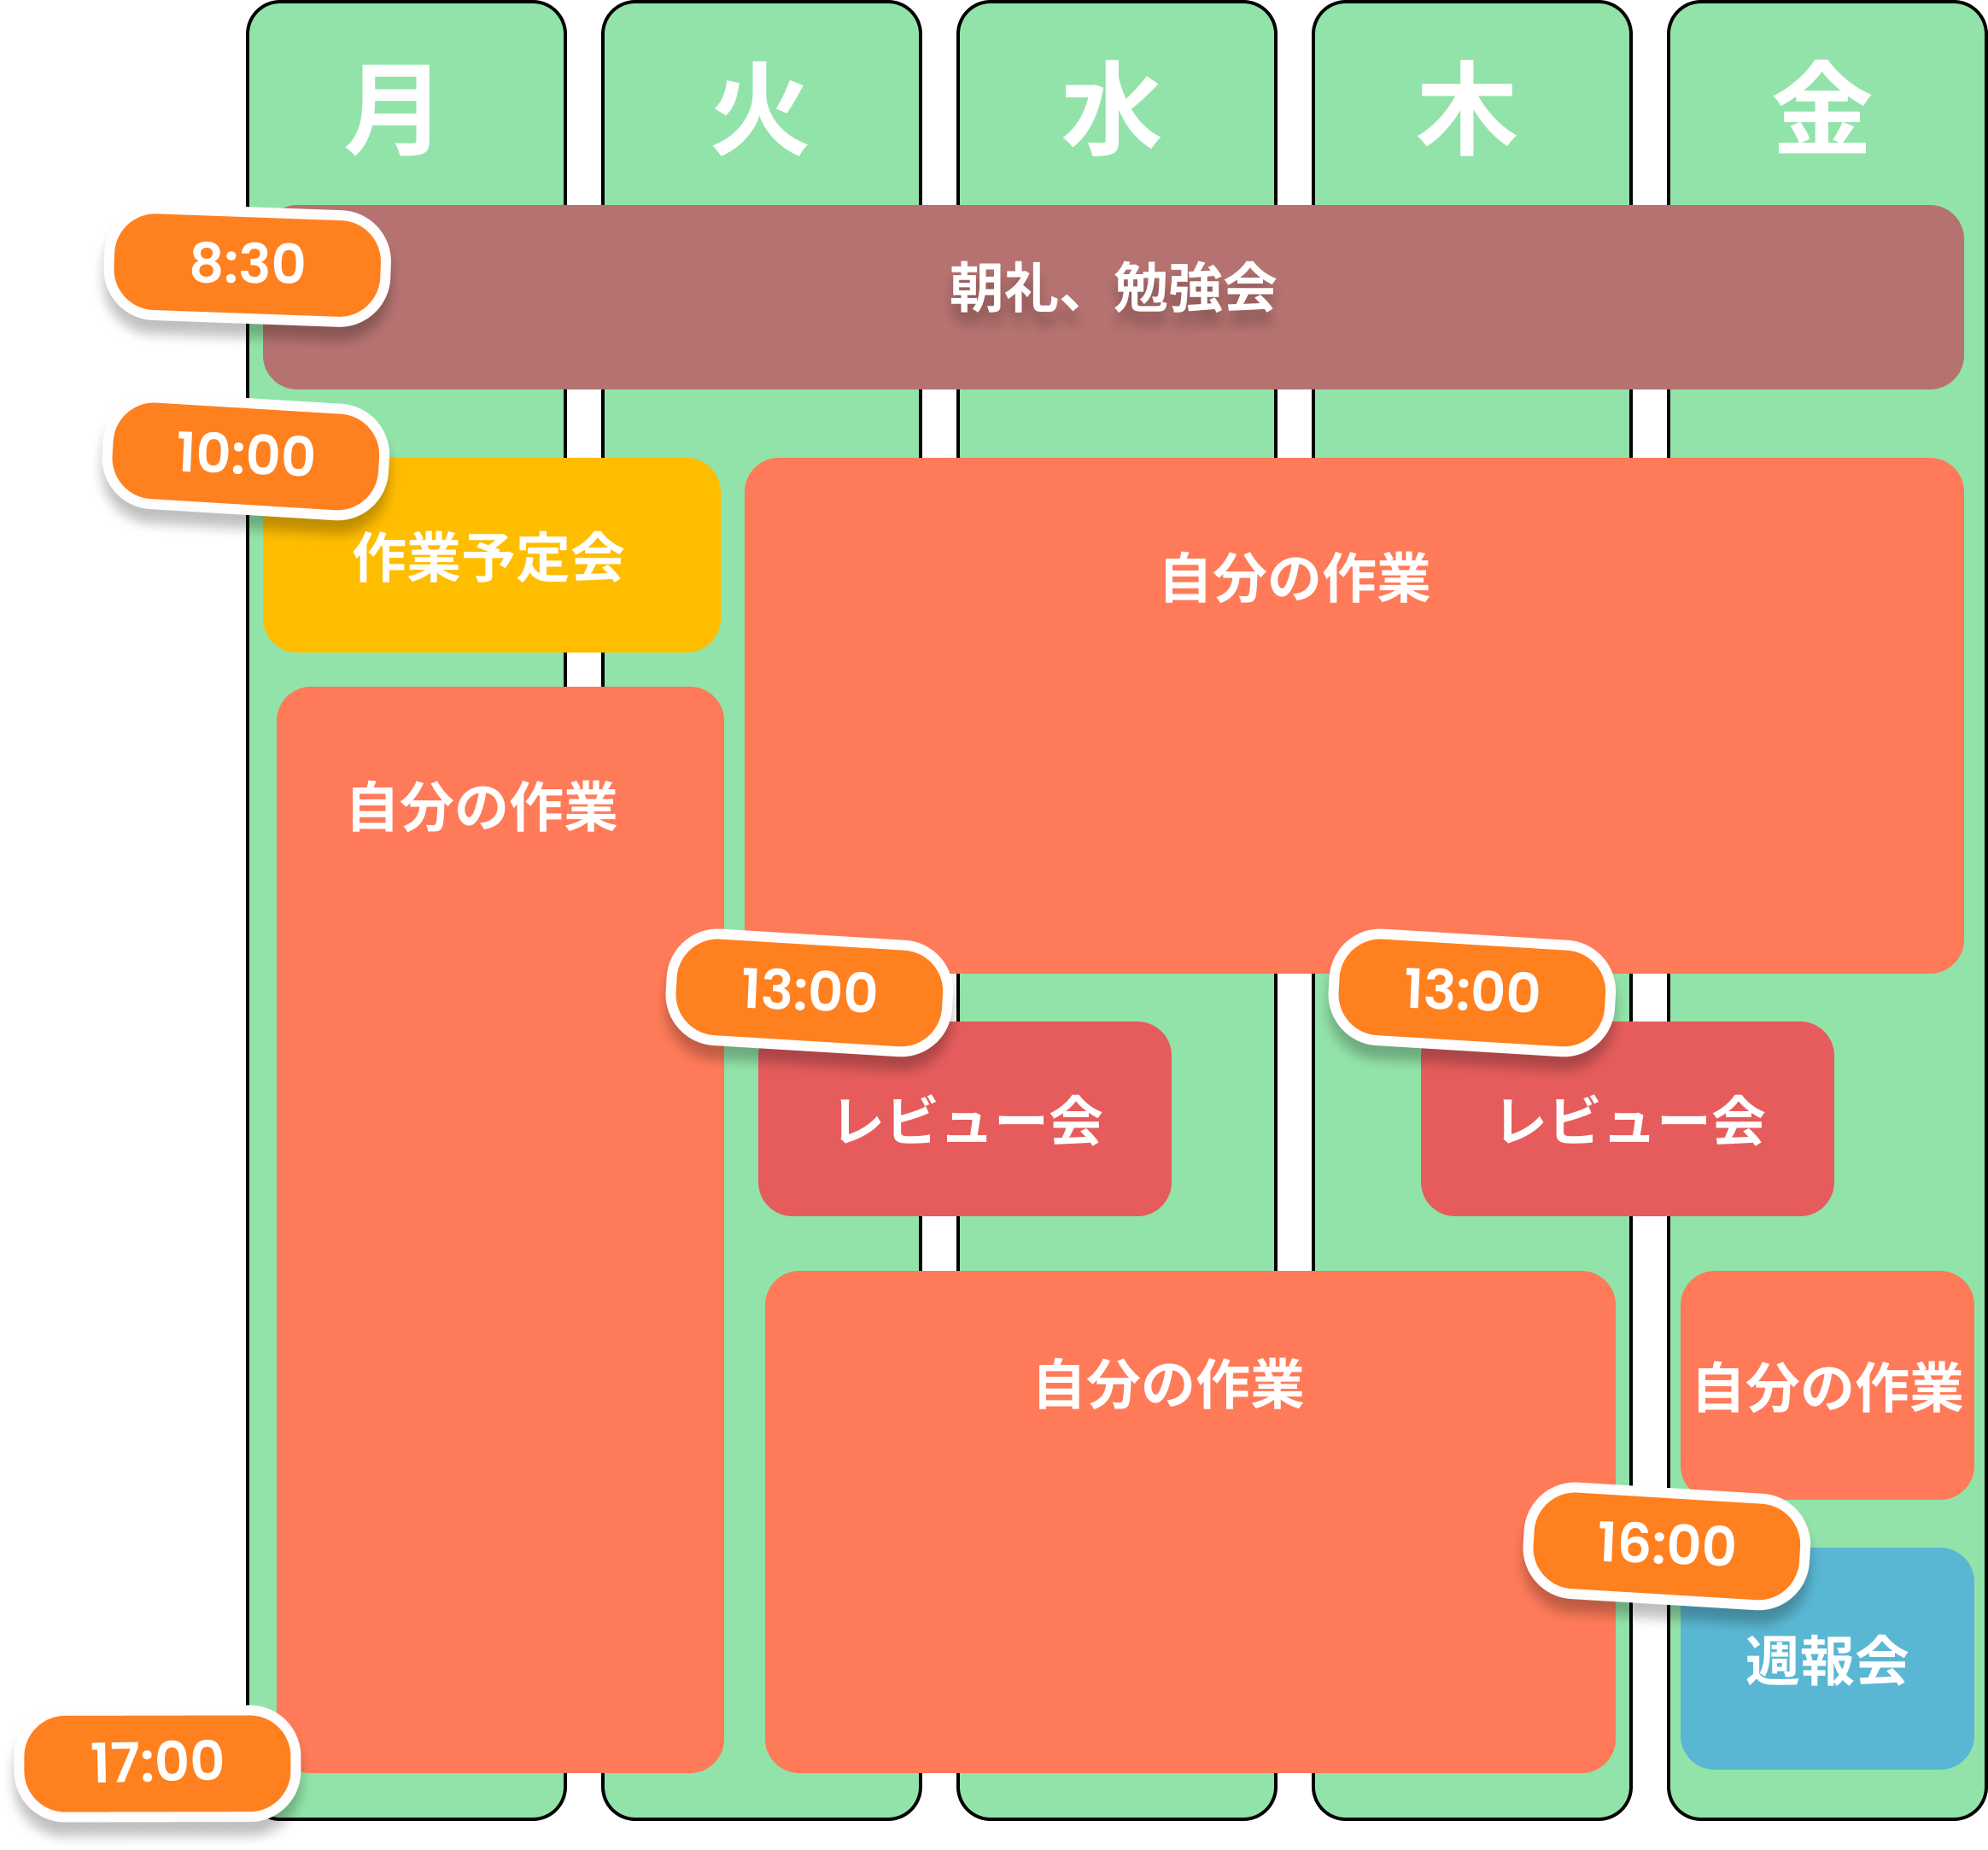 月
火
水
木
金
8:30
朝礼、勉強会
10:00
作業予定会
自分の作業
自分の作業
13:00
13:00
レビュー会
レビュー会
自分の作業
自分の作業
16:00
週報会
17:00